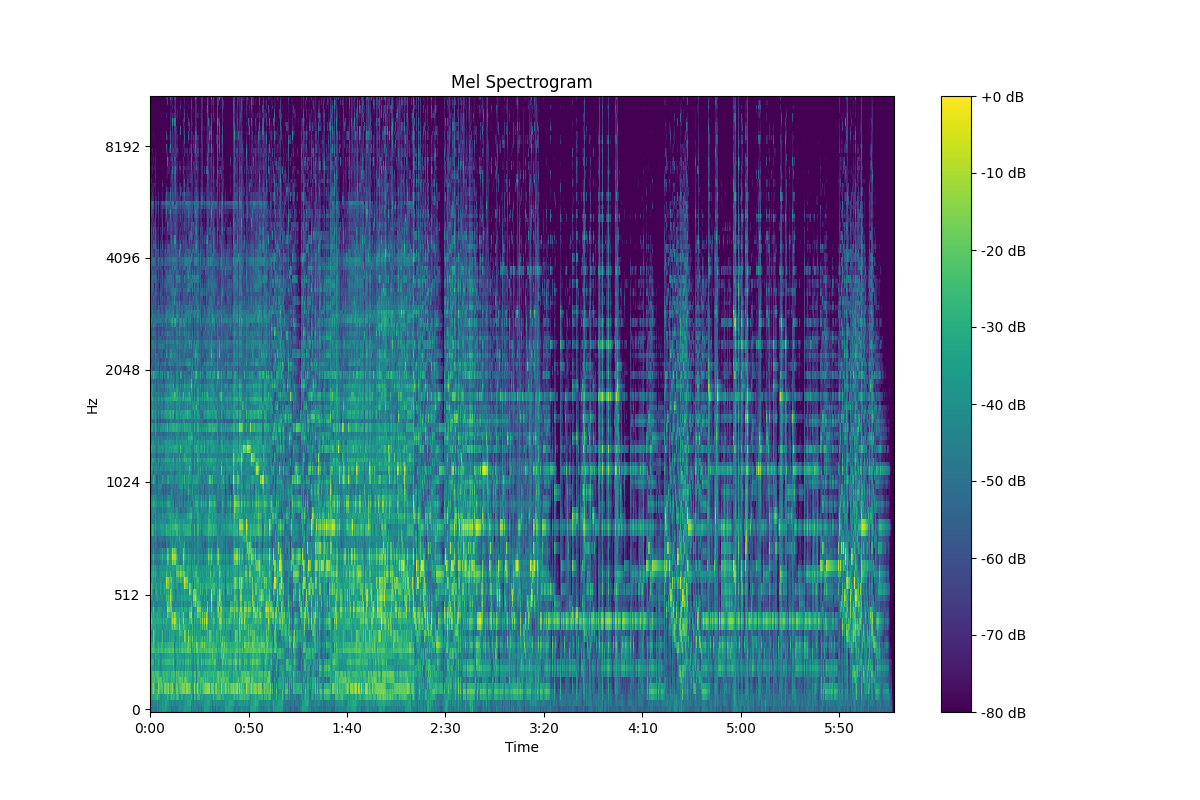 Mel Spectrogram
+0 dB
8192
-10 dB
-20 dB
4096
-30 dB
2048
-40 dB
Hz
1024
-50 dB
-60 dB
512
-70 dB
0
-80 dB
0:00 0:50 1:40 2:30 3:20 4:10 5:00 5:50
Time